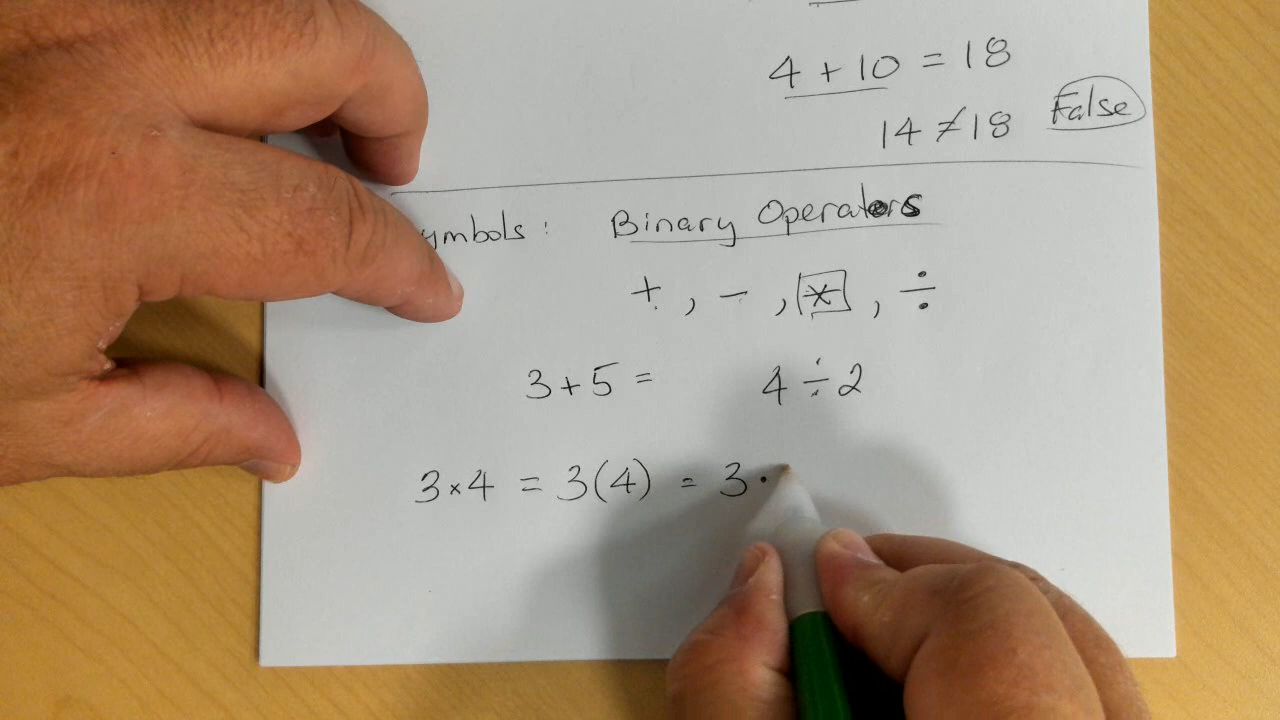 4 + 10 = 18
14 ≠ 18 False
ymbols: Binary Operators
+, −, ×, ÷
3 + 5 = 4 ÷ 2
3 × 4 = 3(4) = 3 ·